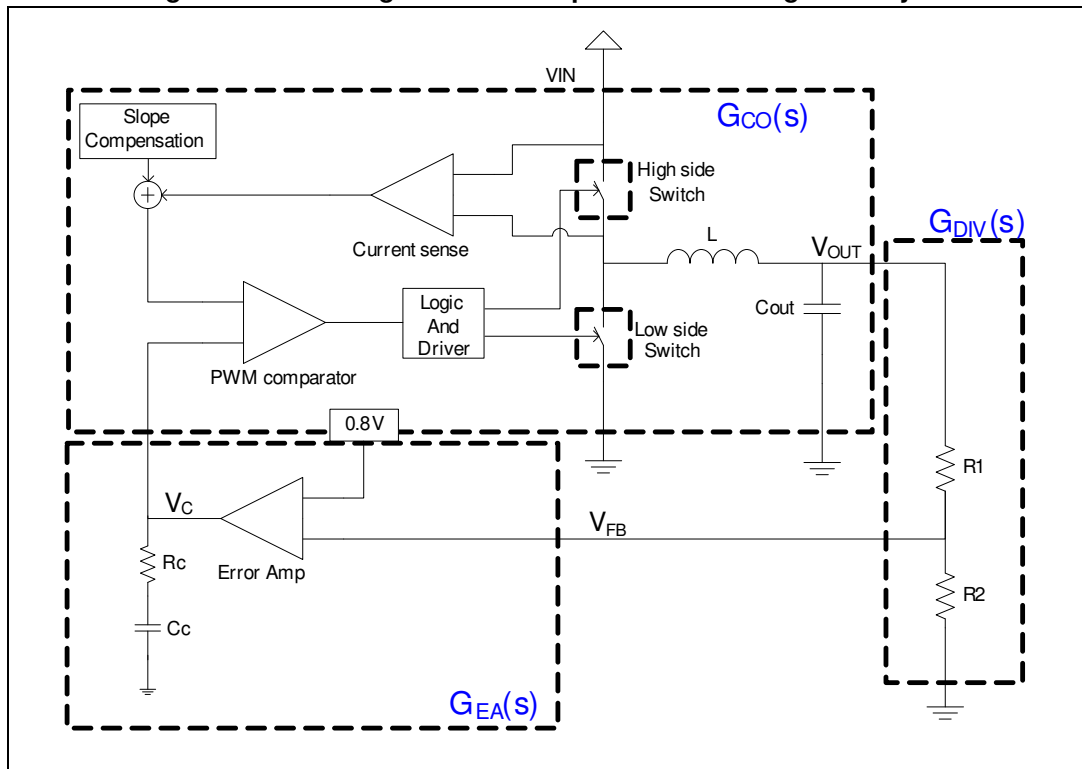 VIN
GCO(s)
Slope
Compensation
High side
Switch
+
Current sense
L
VOUT
GDIV(s)
Cout
Logic
And
Driver
Low side
Switch
PWM comparator
0.8V
R1
VC
VFB
Rc
Error Amp
R2
Cc
GEA(s)